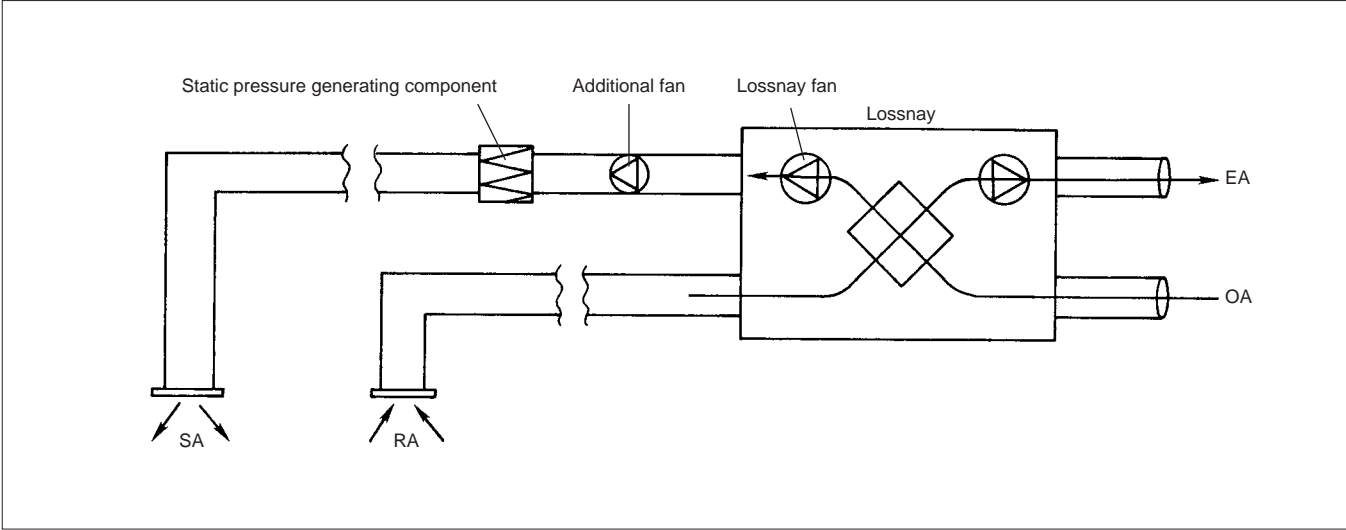 Static pressure generating component
Additional fan
Lossnay fan
Lossnay
EA
OA
SA
RA